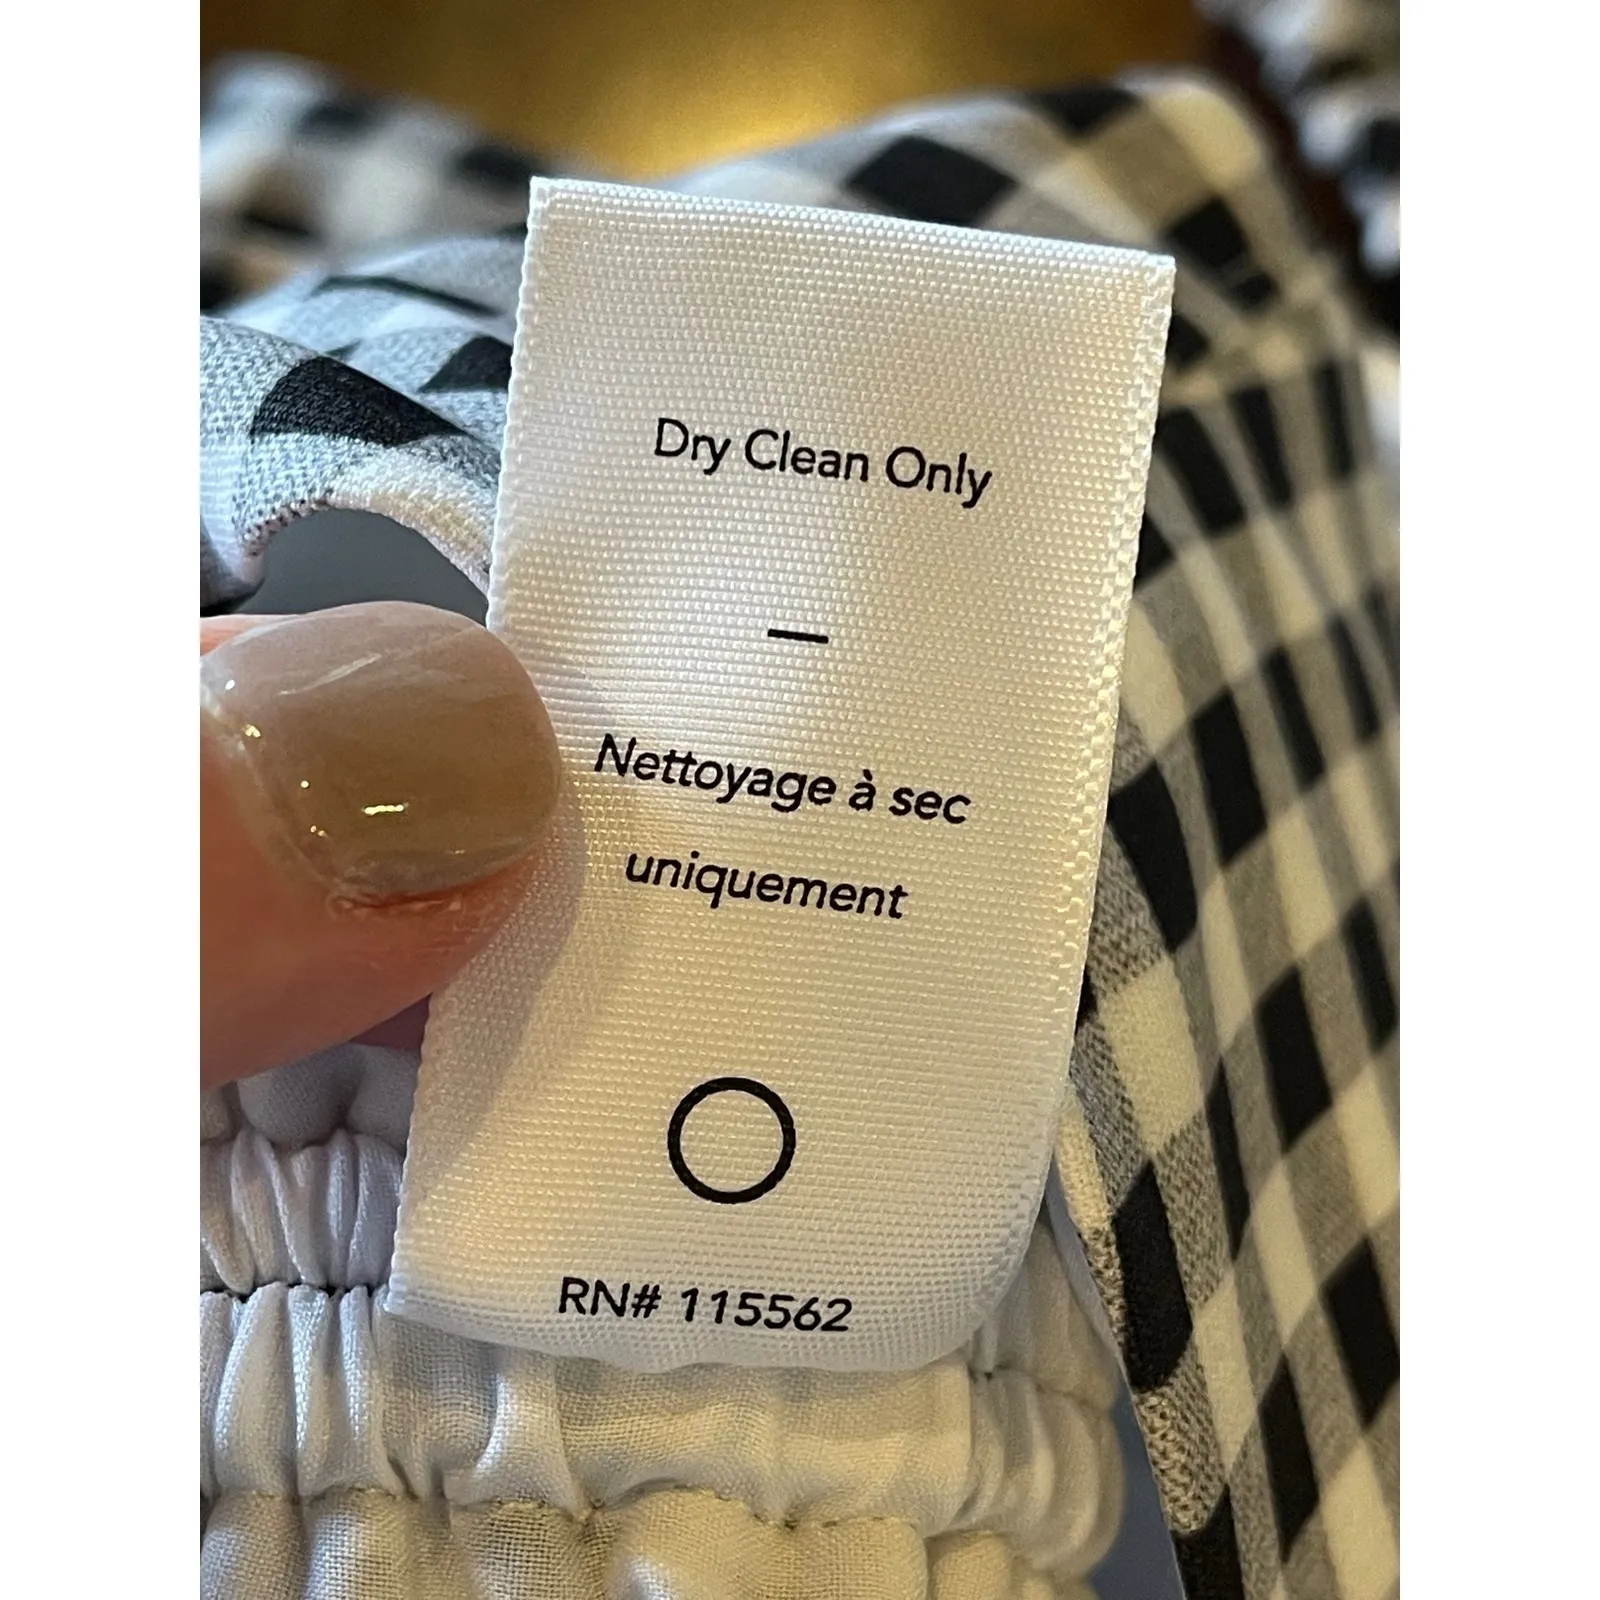 Dry Clean Only
—
Nettoyage à sec
uniquement
RN# 115562